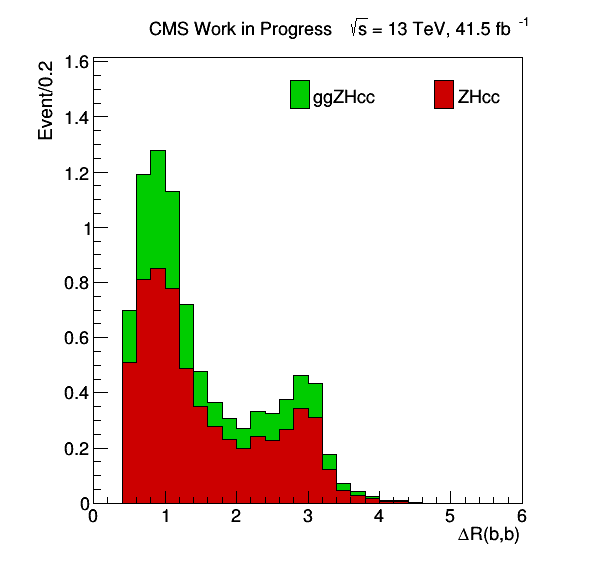 CMS Work in Progress √s = 13 TeV, 41.5 fb⁻¹
Event/0.2
1.6
1.4
1.2
1
0.8
0.6
0.4
0.2
0
ggZHcc
ZHcc
0 1 2 3 4 5 6
ΔR(b,b)